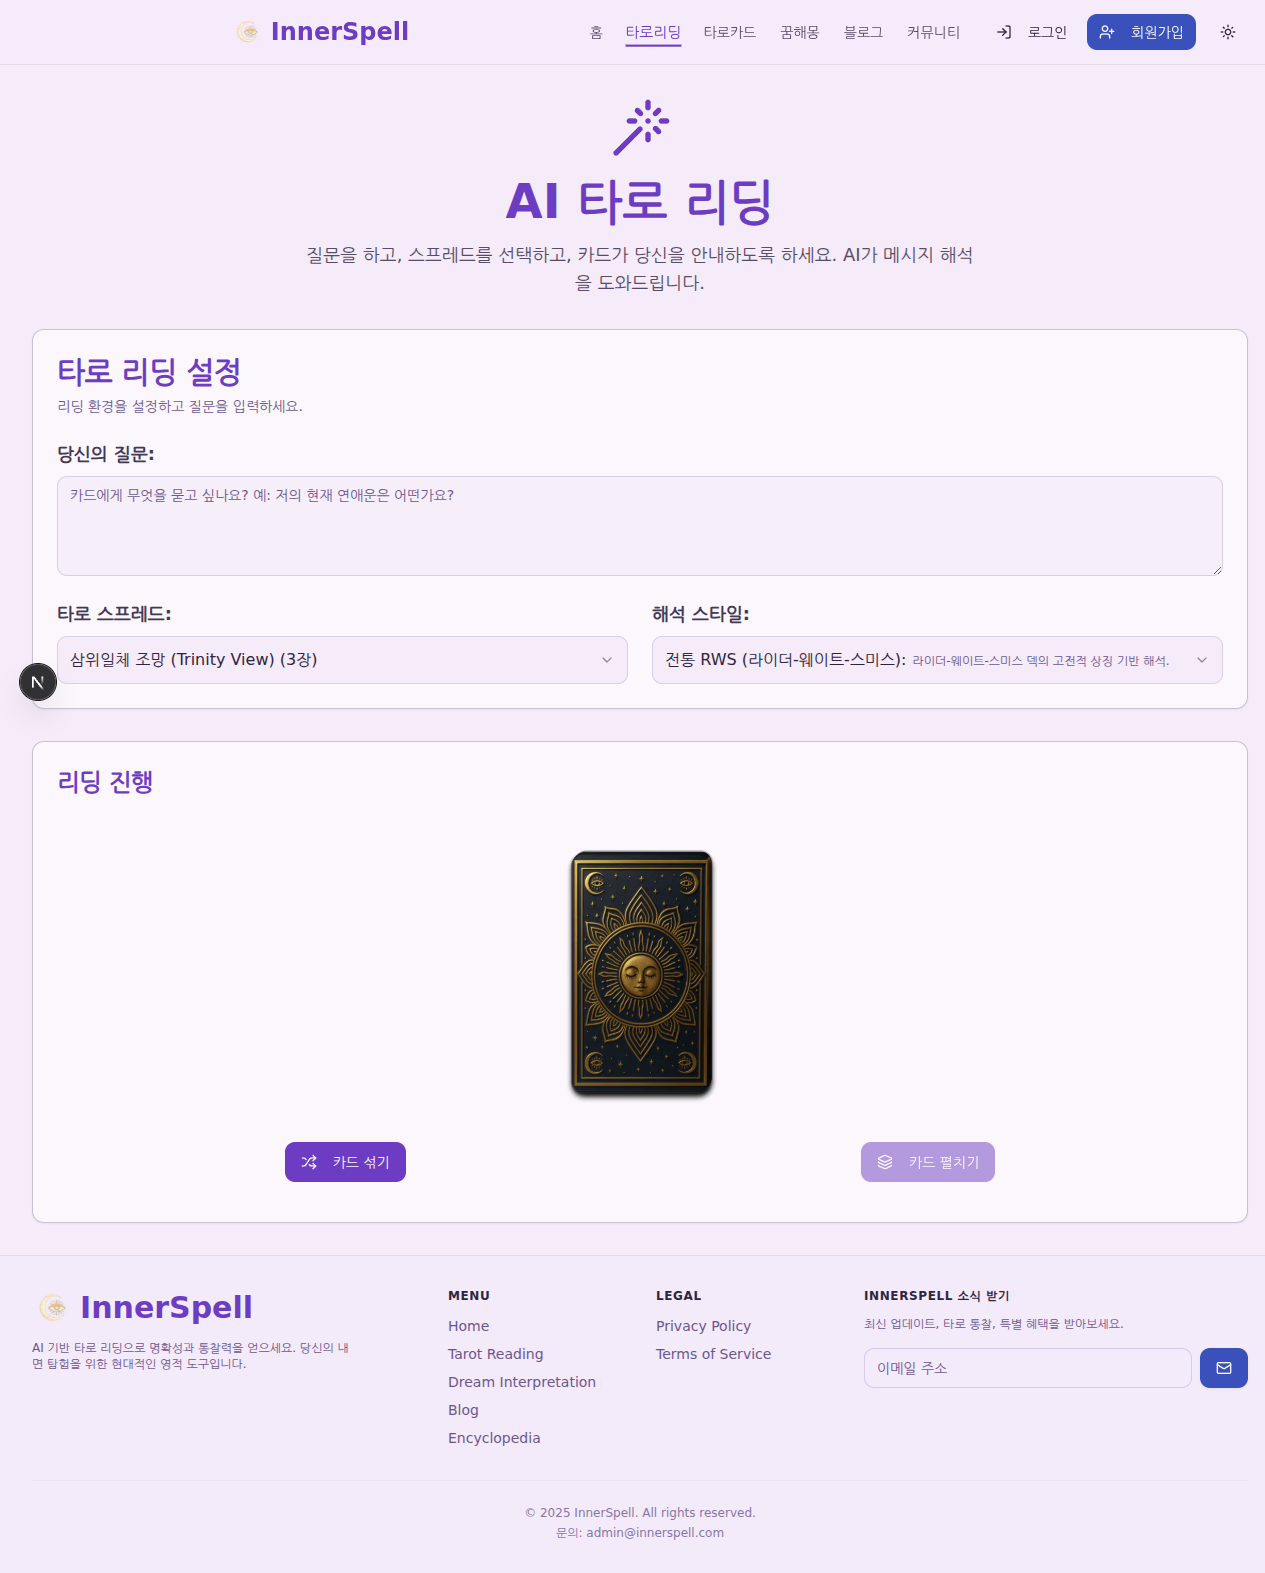 InnerSpell
홈
타로리딩
타로카드
꿈해몽
블로그
커뮤니티
로그인
회원가입
AI 타로 리딩
질문을 하고, 스프레드를 선택하고, 카드가 당신을 안내하도록 하세요. AI가 메시지 해석
을 도와드립니다.
타로 리딩 설정
리딩 환경을 설정하고 질문을 입력하세요.
당신의 질문:
카드에게 무엇을 묻고 싶나요? 예: 저의 현재 연애운은 어떤가요?
타로 스프레드:
해석 스타일:
삼위일체 조망 (Trinity View) (3장)
전통 RWS (라이더-웨이트-스미스): 라이더-웨이트-스미스 덱의 고전적 상징 기반 해석.
N
리딩 진행
카드 섞기
카드 펼치기
InnerSpell
AI 기반 타로 리딩으로 명확성과 통찰력을 얻으세요. 당신의 내
면 탐험을 위한 현대적인 영적 도구입니다.
MENU
Home
Tarot Reading
Dream Interpretation
Blog
Encyclopedia
LEGAL
Privacy Policy
Terms of Service
INNERSPELL 소식 받기
최신 업데이트, 타로 통찰, 특별 혜택을 받아보세요.
이메일 주소
© 2025 InnerSpell. All rights reserved.
문의: admin@innerspell.com